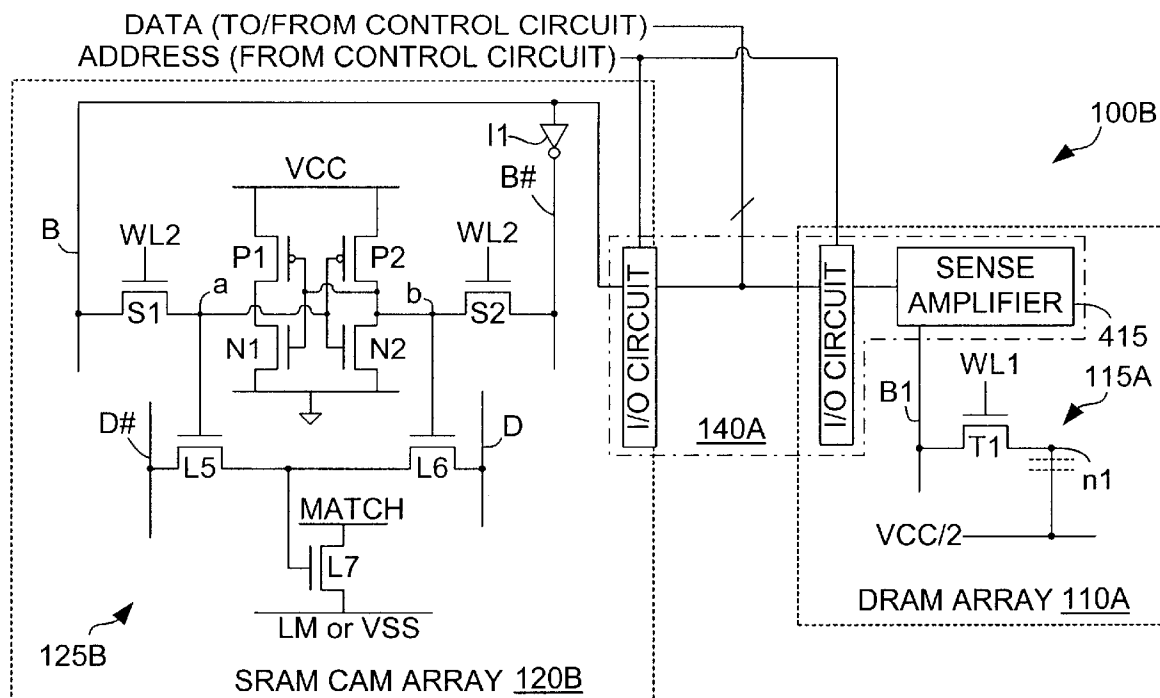 DATA (TO/FROM CONTROL CIRCUIT)
ADDRESS (FROM CONTROL CIRCUIT)
100B
I1
VCC
B#
B
WL2
WL2
P1
P2
a
b
S1
S2
N1
N2
I/O CIRCUIT
I/O CIRCUIT
SENSE
AMPLIFIER
415
WL1
115A
B1
T1
n1
140A
D#
D
L5
L6
MATCH
L7
VCC/2
LM or VSS
DRAM ARRAY 110A
125B
SRAM CAM ARRAY 120B